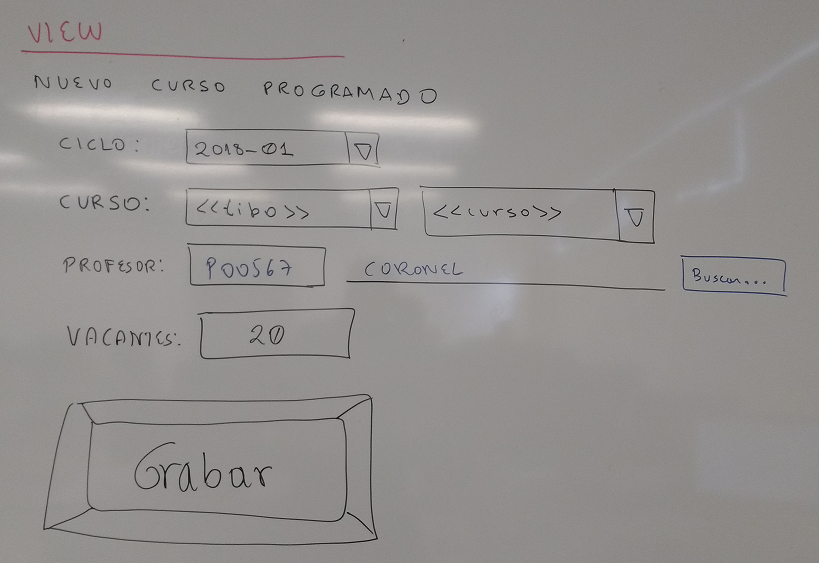 VIEW
NUEVO CURSO PROGRAMADO
CICLO: 2018-01
CURSO: <<tipo>> <<curso>>
PROFESOR: P00567 CORONEL Buscar...
VACANTES: 20
Grabar